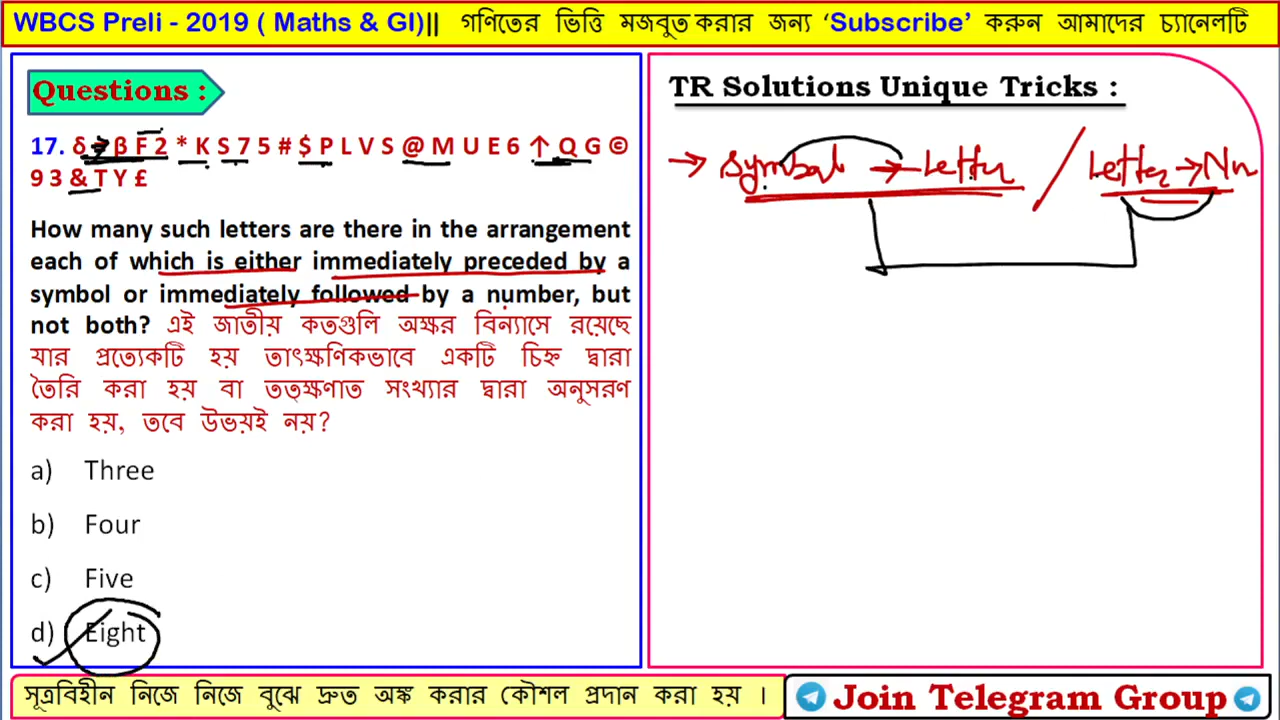 WBCS Preli - 2019 ( Maths & GI)|| গণিতের ভিত্তি মজবুত করার জন্য ‘Subscribe’ করুন আমাদের চ্যানেলটি
Questions :
17. δ β F 2 * K S 7 5 # $ P L V S @ M U E 6 ↑ Q G ©
9 3 & T Y £
How many such letters are there in the arrangement
each of which is either immediately preceded by a
symbol or immediately followed by a number, but
not both? এই জাতীয় কতগুলি অক্ষর বিন্যাসে রয়েছে
যার প্রত্যেকটি হয় তাৎক্ষণিকভাবে একটি চিহ্ন দ্বারা
তৈরি করা হয় বা তত্ক্ষণাত সংখ্যার দ্বারা অনুসরণ
করা হয়, তবে উভয়ই নয়?
a) Three
b) Four
c) Five
d) Eight
TR Solutions Unique Tricks :
→ Symbol → Letter / Letter → Nm
সূত্রবিহীন নিজে নিজে বুঝে দ্রুত অঙ্ক করার কৌশল প্রদান করা হয় ।
Join Telegram Group